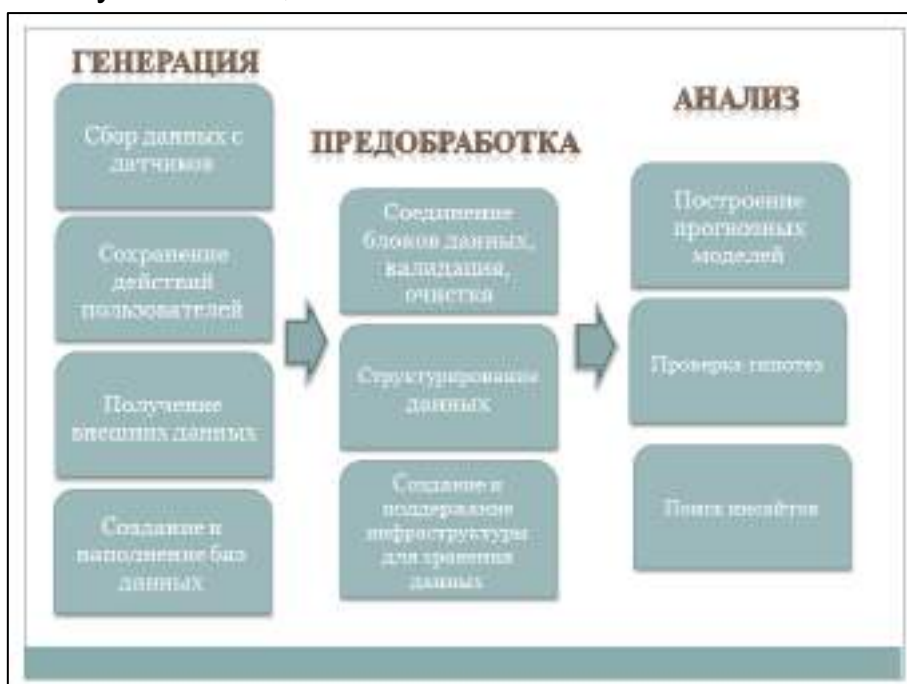 ГЕНЕРАЦИЯ
Сбор данных с
датчиков
Сохранение
действий
пользователей
Получение
внешних данных
Создание и
наполнение баз
данных
ПРЕДОБРАБОТКА
Соединение
блоков данных,
валидация,
очистка
Структурирование
данных
Создание и
поддержание
инфраструктуры
для хранения
данных
АНАЛИЗ
Построение
прогнозных
моделей
Проверка гипотез
Поиск инсайтов